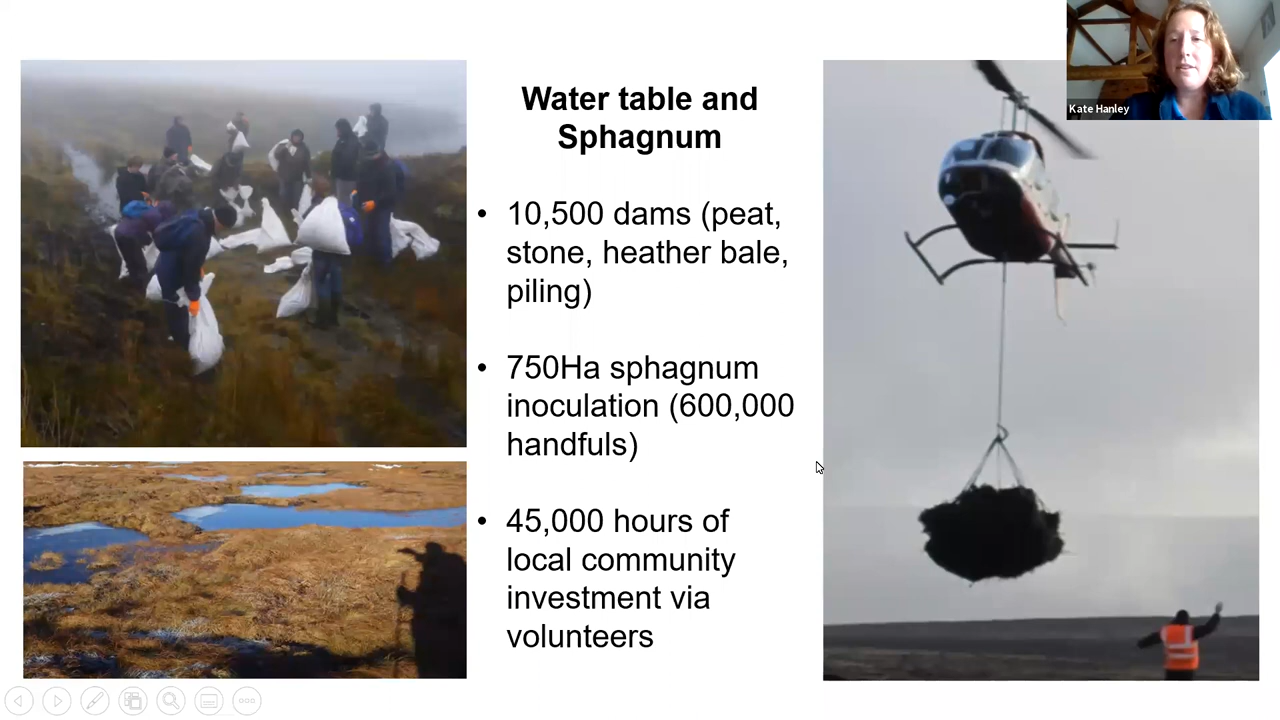 Kate Hanley
Water table and
Sphagnum
• 10,500 dams (peat,
stone, heather bale,
piling)
• 750Ha sphagnum
inoculation (600,000
handfuls)
• 45,000 hours of
local community
investment via
volunteers